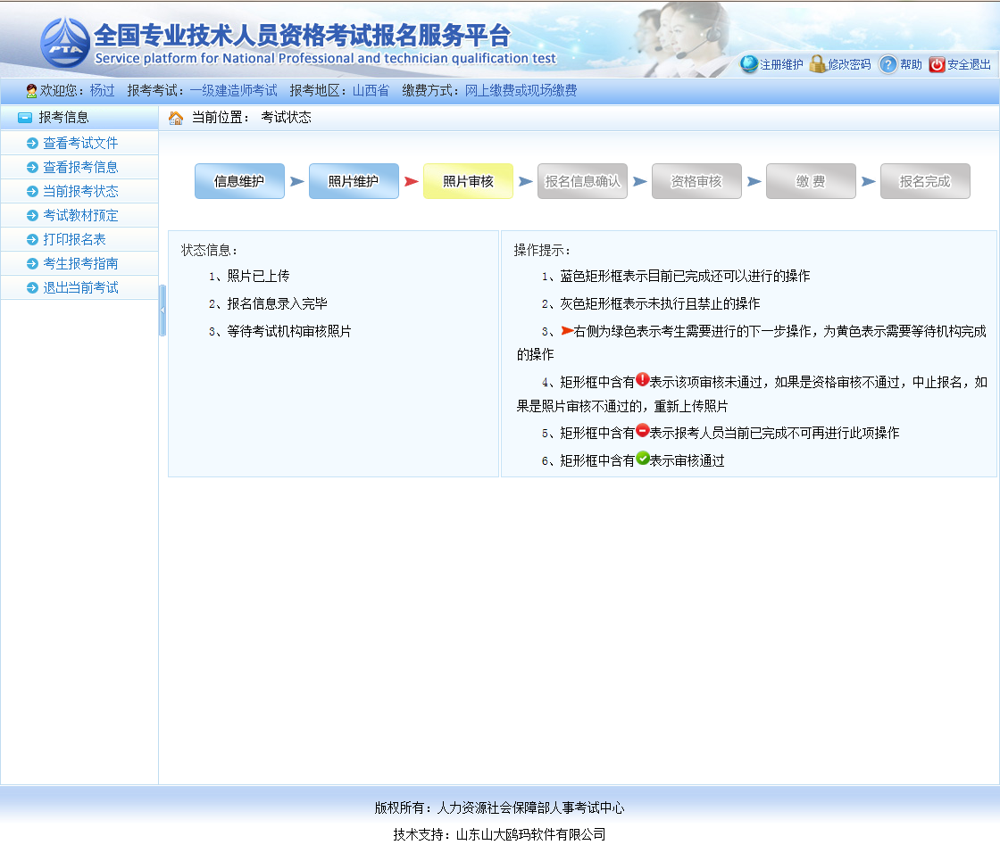 全国专业技术人员资格考试报名服务平台
Service platform for National Professional and technician qualification test
PTA
注册维护 修改密码 帮助 安全退出
欢迎您：杨过 报考考试：一级建造师考试 报考地区：山西省 缴费方式：网上缴费或现场缴费
报考信息
当前位置： 考试状态
查看考试文件
查看报考信息
当前报考状态
考试教材预定
打印报名表
考生报考指南
退出当前考试
信息维护 照片维护 照片审核 报名信息确认 资格审核 缴 费 报名完成
状态信息：
1、照片已上传
2、报名信息录入完毕
3、等待考试机构审核照片
操作提示：
1、蓝色矩形框表示目前已完成还可以进行的操作
2、灰色矩形框表示未执行且禁止的操作
3、右侧为绿色表示考生需要进行的下一步操作，为黄色表示需要等待机构完成
的操作
4、矩形框中含有表示该项审核未通过，如果是资格审核不通过，中止报名，如
果是照片审核不通过的，重新上传照片
5、矩形框中含有表示报考人员当前已完成不可再进行此项操作
6、矩形框中含有表示审核通过
版权所有：人力资源社会保障部人事考试中心
技术支持：山东山大鸥玛软件有限公司